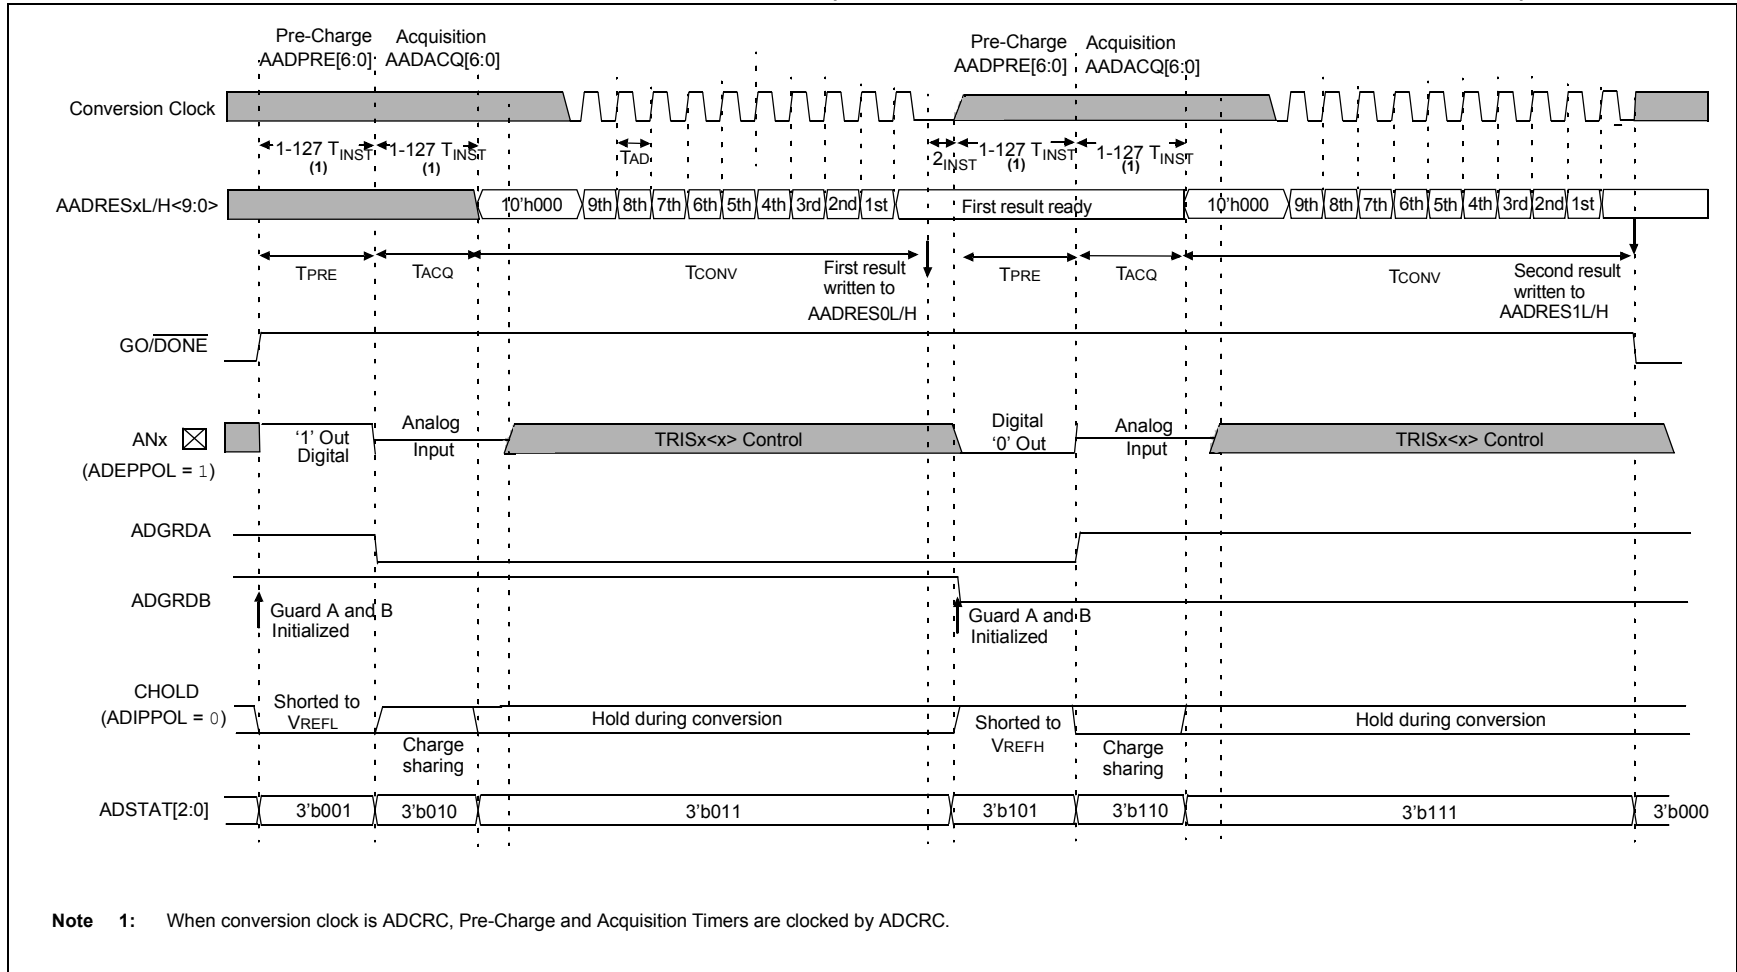 Pre-Charge Acquisition Pre-Charge Acquisition
AADPRE[6:0] AADACQ[6:0] AADPRE[6:0] AADACQ[6:0]
Conversion Clock
1-127 TINST 1-127 TINST TAD 2INST 1-127 TINST 1-127 TINST
(1) (1) (1) (1)
AADRESxL/H<9:0> 10'h000 9th 8th 7th 6th 5th 4th 3rd 2nd 1st First result ready 10'h000 9th 8th 7th 6th 5th 4th 3rd 2nd 1st
TPRE TACQ TCONV First result TPRE TACQ TCONV Second result
written to written to
AADRES0L/H AADRES1L/H
GO/DONE
ANx '1' Out Analog TRISx<x> Control Digital Analog TRISx<x> Control
Digital Input '0' Out Input
(ADEPPOL = 1)
ADGRDA
ADGRDB
Guard A and B Guard A and B
Initialized Initialized
CHOLD
(ADIPPOL = 0) Shorted to Hold during conversion Shorted to Hold during conversion
VREFL VREFH
Charge Charge
sharing sharing
ADSTAT[2:0] 3'b001 3'b010 3'b011 3'b101 3'b110 3'b111 3'b000
Note 1: When conversion clock is ADCRC, Pre-Charge and Acquisition Timers are clocked by ADCRC.